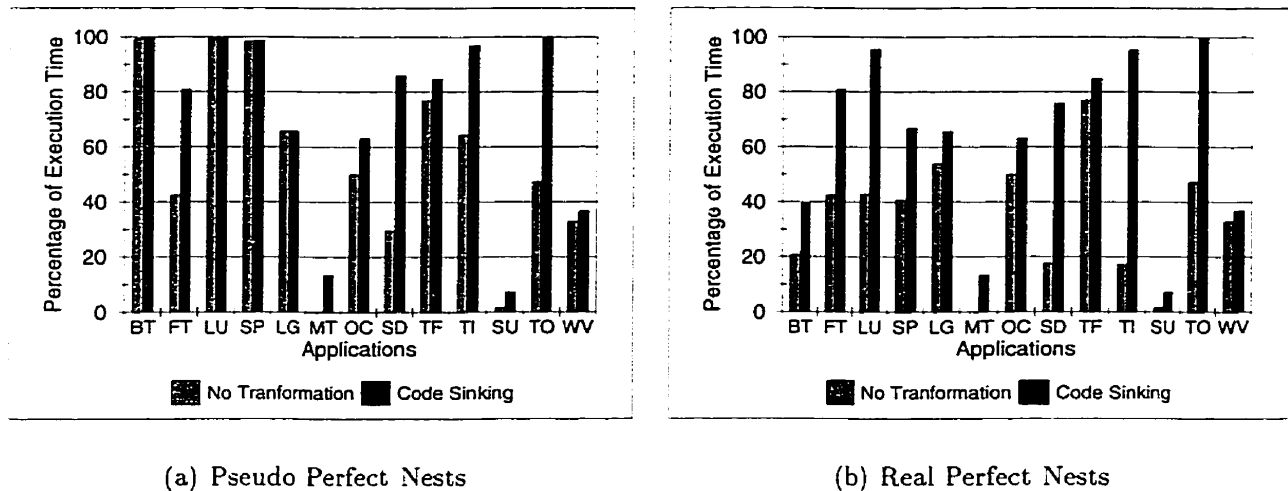 Percentage of Execution Time
100
80
60
40
20
0
BT FT LU SP LG MT OC SD TF TI SU TO WV
Applications
No Tranformation Code Sinking
(a) Pseudo Perfect Nests
Percentage of Execution Time
100
80
60
40
20
0
BT FT LU SP LG MT OC SD TF TI SU TO WV
Applications
No Tranformation Code Sinking
(b) Real Perfect Nests